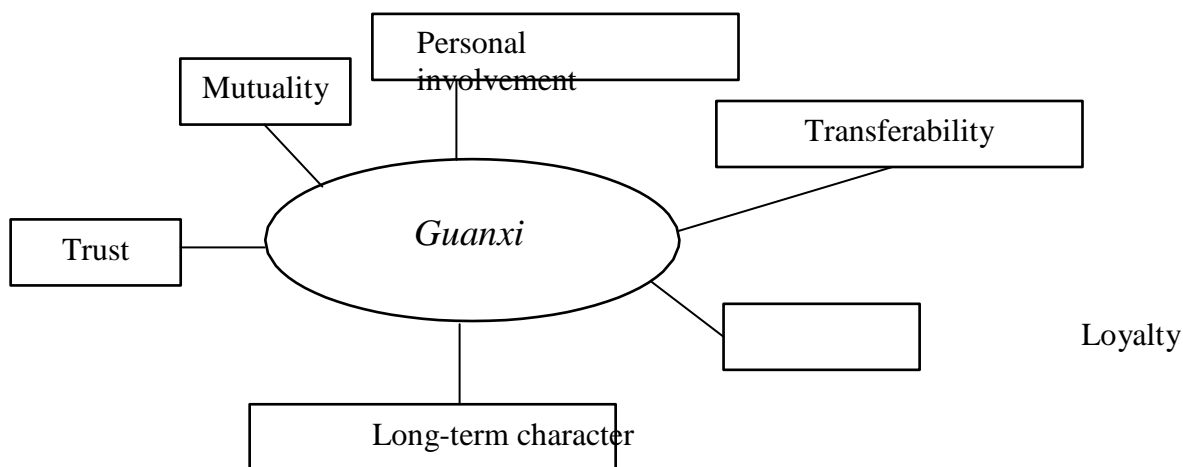 Personal
involvement
Mutuality
Transferability
Guanxi
Trust
Loyalty
Long-term character